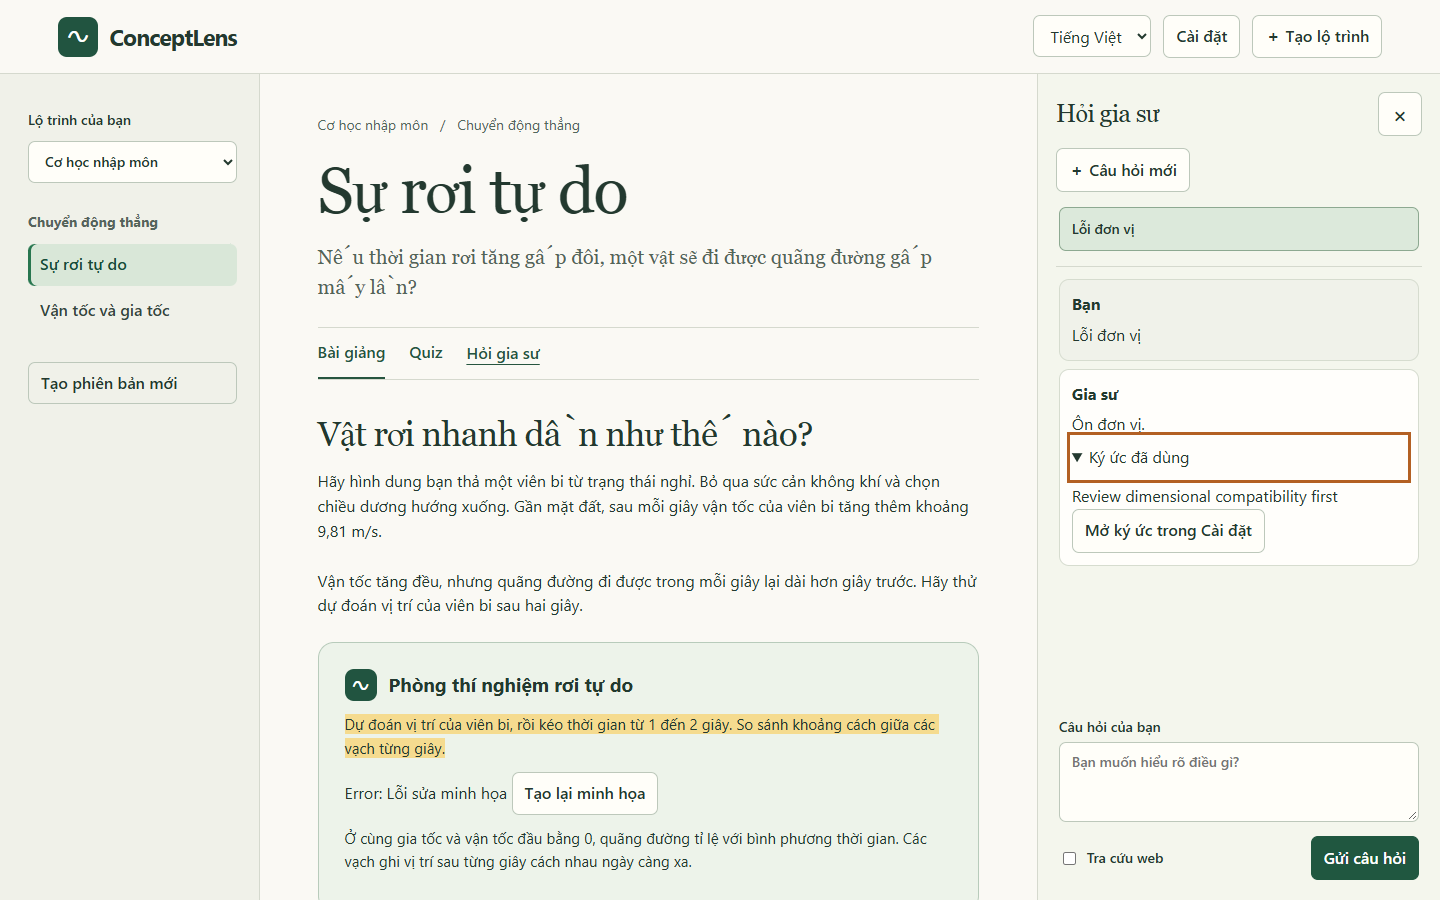 ConceptLens
Tiếng Việt
Cài đặt
+ Tạo lộ trình
Lộ trình của bạn
Cơ học nhập môn
Chuyển động thẳng
Sự rơi tự do
Vận tốc và gia tốc
Tạo phiên bản mới
Cơ học nhập môn / Chuyển động thẳng
Sự rơi tự do
Nếu thời gian rơi tăng gấp đôi, một vật sẽ đi được quãng đường gấp
mấy lần?
Bài giảng
Quiz
Hỏi gia sư
Vật rơi nhanh dần như thế nào?
Hãy hình dung bạn thả một viên bi từ trạng thái nghỉ. Bỏ qua sức cản không khí và chọn
chiều dương hướng xuống. Gần mặt đất, sau mỗi giây vận tốc của viên bi tăng thêm khoảng
9,81 m/s.
Vận tốc tăng đều, nhưng quãng đường đi được trong mỗi giây lại dài hơn giây trước. Hãy thử
dự đoán vị trí của viên bi sau hai giây.
Phòng thí nghiệm rơi tự do
Dự đoán vị trí của viên bi, rồi kéo thời gian từ 1 đến 2 giây. So sánh khoảng cách giữa các
vạch từng giây.
Error: Lỗi sửa minh họa
Tạo lại minh họa
Ở cùng gia tốc và vận tốc đầu bằng 0, quãng đường tỉ lệ với bình phương thời gian. Các
vạch ghi vị trí sau từng giây cách nhau ngày càng xa.
Hỏi gia sư
×
+ Câu hỏi mới
Lỗi đơn vị
Bạn
Lỗi đơn vị
Gia sư
Ôn đơn vị.
Ký ức đã dùng
Review dimensional compatibility first
Mở ký ức trong Cài đặt
Câu hỏi của bạn
Bạn muốn hiểu rõ điều gì?
Tra cứu web
Gửi câu hỏi